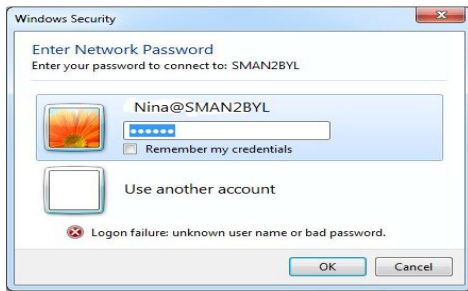 Windows Security
Enter Network Password
Enter your password to connect to: SMAN2BYL
Nina@SMAN2BYL
••••••
Remember my credentials
Use another account
Logon failure: unknown user name or bad password.
OK Cancel